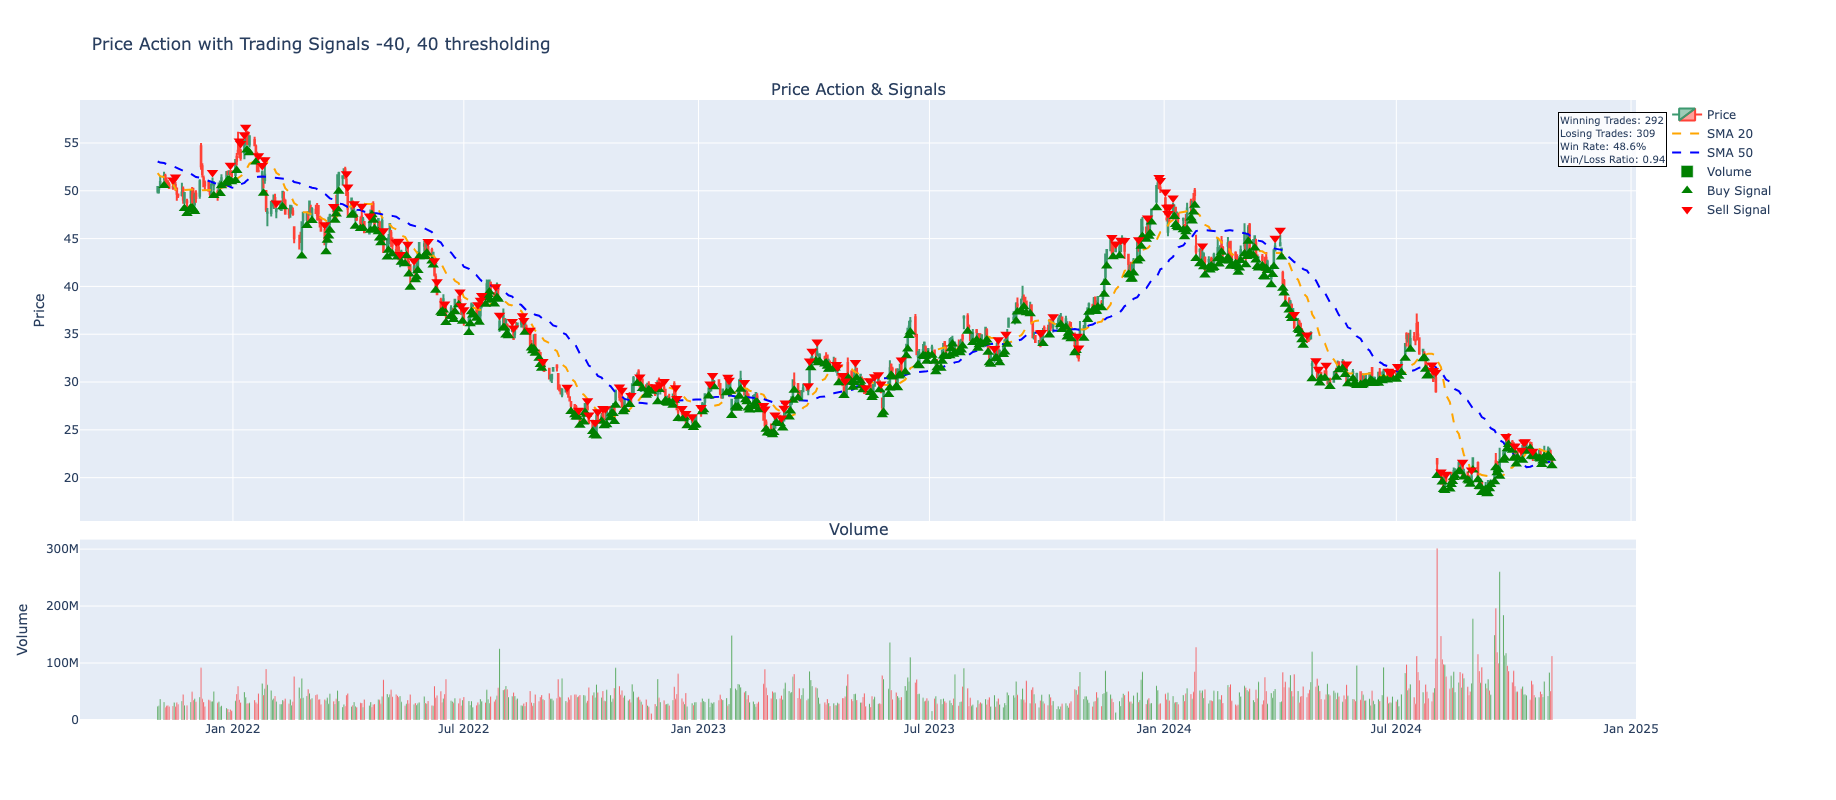 Price Action with Trading Signals -40, 40 thresholding
Price Action & Signals
Price
55
50
45
40
35
30
25
20
Winning Trades: 292
Losing Trades: 309
Win Rate: 48.6%
Win/Loss Ratio: 0.94
Price
SMA 20
SMA 50
Volume
Buy Signal
Sell Signal
Volume
Volume
300M
200M
100M
0
Jan 2022
Jul 2022
Jan 2023
Jul 2023
Jan 2024
Jul 2024
Jan 2025